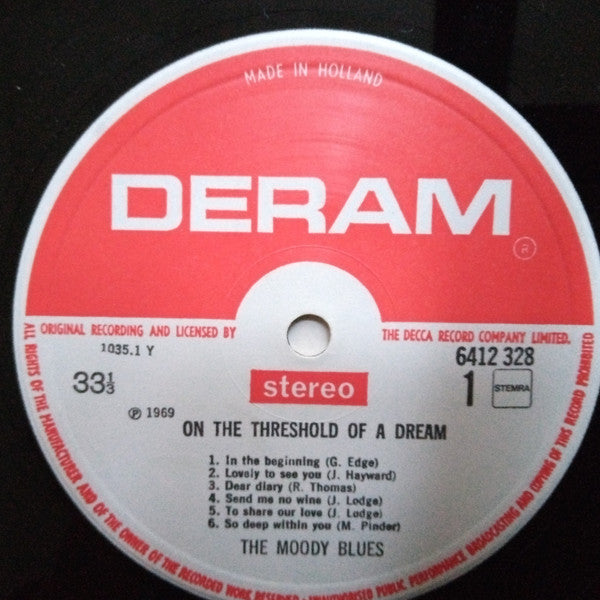 MADE IN HOLLAND
DERAM
R
ORIGINAL RECORDING AND LICENSED BY THE DECCA RECORD COMPANY LIMITED.
1035.1 Y
6412 328
33⅓
stereo
1
STEMRA
℗ 1969
ON THE THRESHOLD OF A DREAM
1. In the beginning (G. Edge)
2. Lovely to see you (J. Hayward)
3. Dear diary (R. Thomas)
4. Send me no wine (J. Lodge)
5. To share our love (J. Lodge)
6. So deep within you (M. Pinder)
THE MOODY BLUES
ALL RIGHTS OF THE MANUFACTURER AND OF THE OWNER OF THE RECORDED WORK RESERVED - UNAUTHORISED PUBLIC PERFORMANCE BROADCASTING AND COPYING OF THIS RECORD PROHIBITED